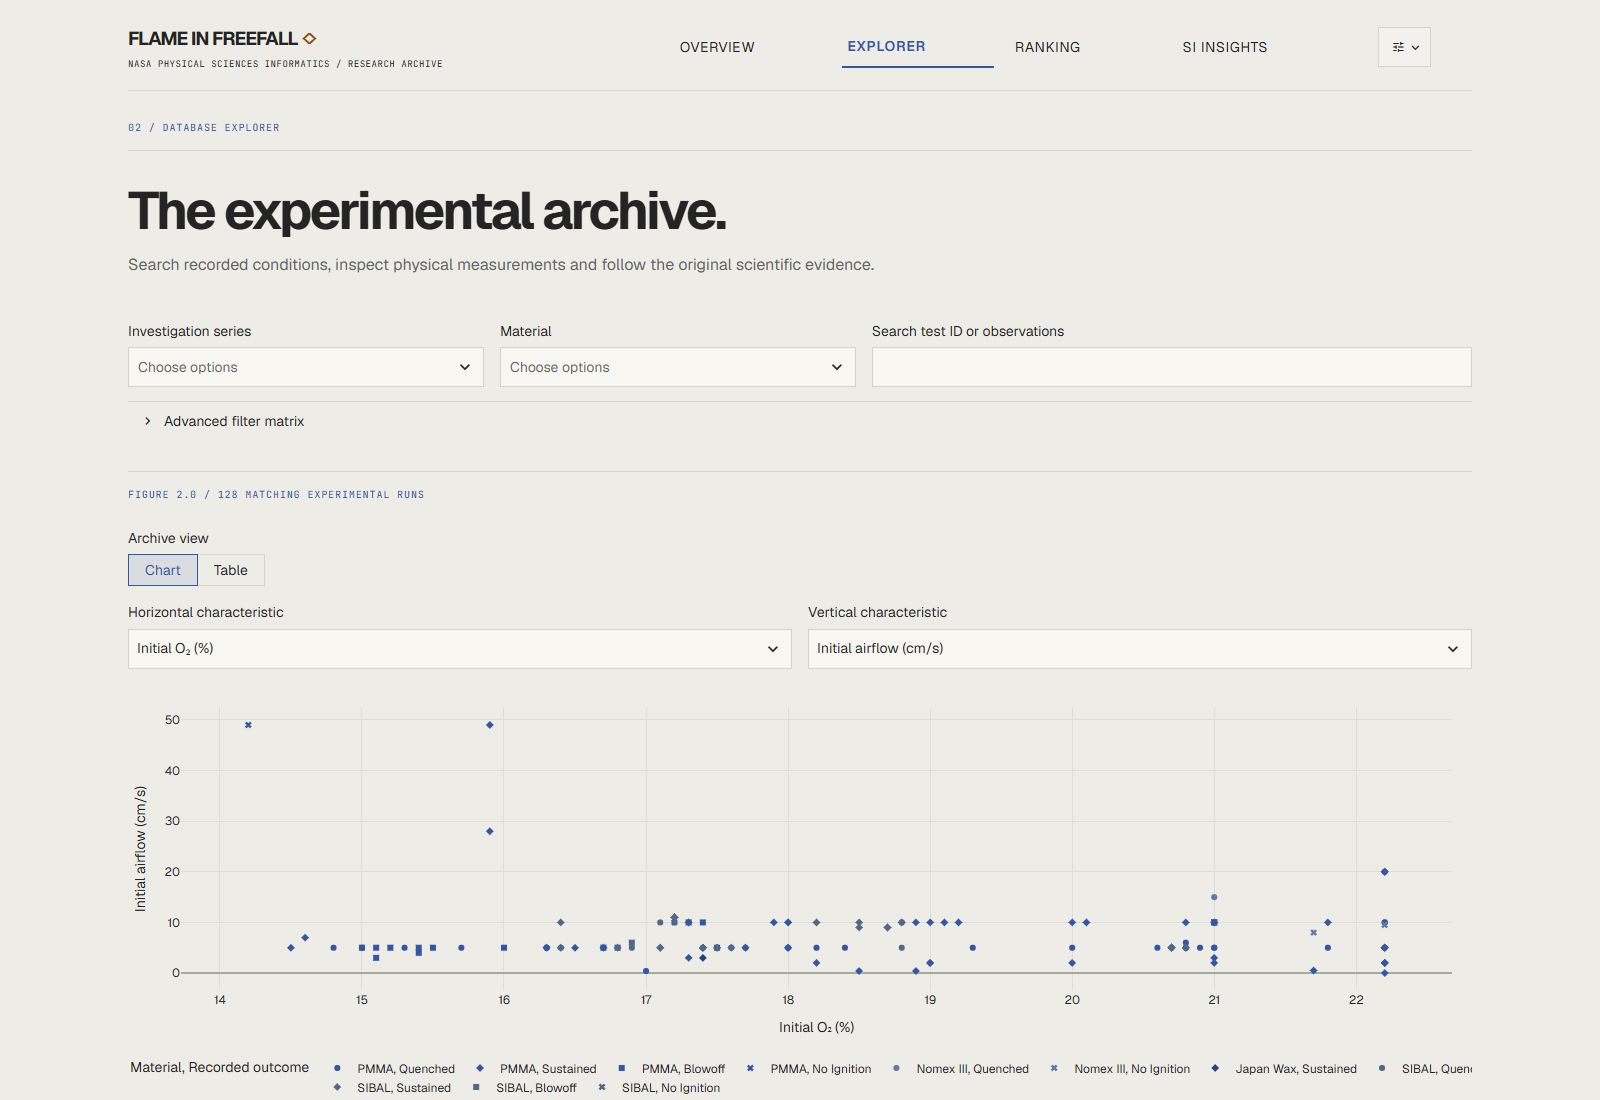 FLAME IN FREEFALL
NASA PHYSICAL SCIENCES INFORMATICS / RESEARCH ARCHIVE
OVERVIEW
EXPLORER
RANKING
SI INSIGHTS
02 / DATABASE EXPLORER
The experimental archive.
Search recorded conditions, inspect physical measurements and follow the original scientific evidence.
Investigation series
Material
Search test ID or observations
Choose options
Choose options
Advanced filter matrix
FIGURE 2.0 / 128 MATCHING EXPERIMENTAL RUNS
Archive view
Chart
Table
Horizontal characteristic
Vertical characteristic
Initial O₂ (%)
Initial airflow (cm/s)
50
40
30
20
10
0
Initial airflow (cm/s)
14 15 16 17 18 19 20 21 22
Initial O₂ (%)
Material, Recorded outcome
PMMA, Quenched
PMMA, Sustained
PMMA, Blowoff
PMMA, No Ignition
Nomex III, Quenched
Nomex III, No Ignition
Japan Wax, Sustained
SIBAL, Quen
SIBAL, Sustained
SIBAL, Blowoff
SIBAL, No Ignition